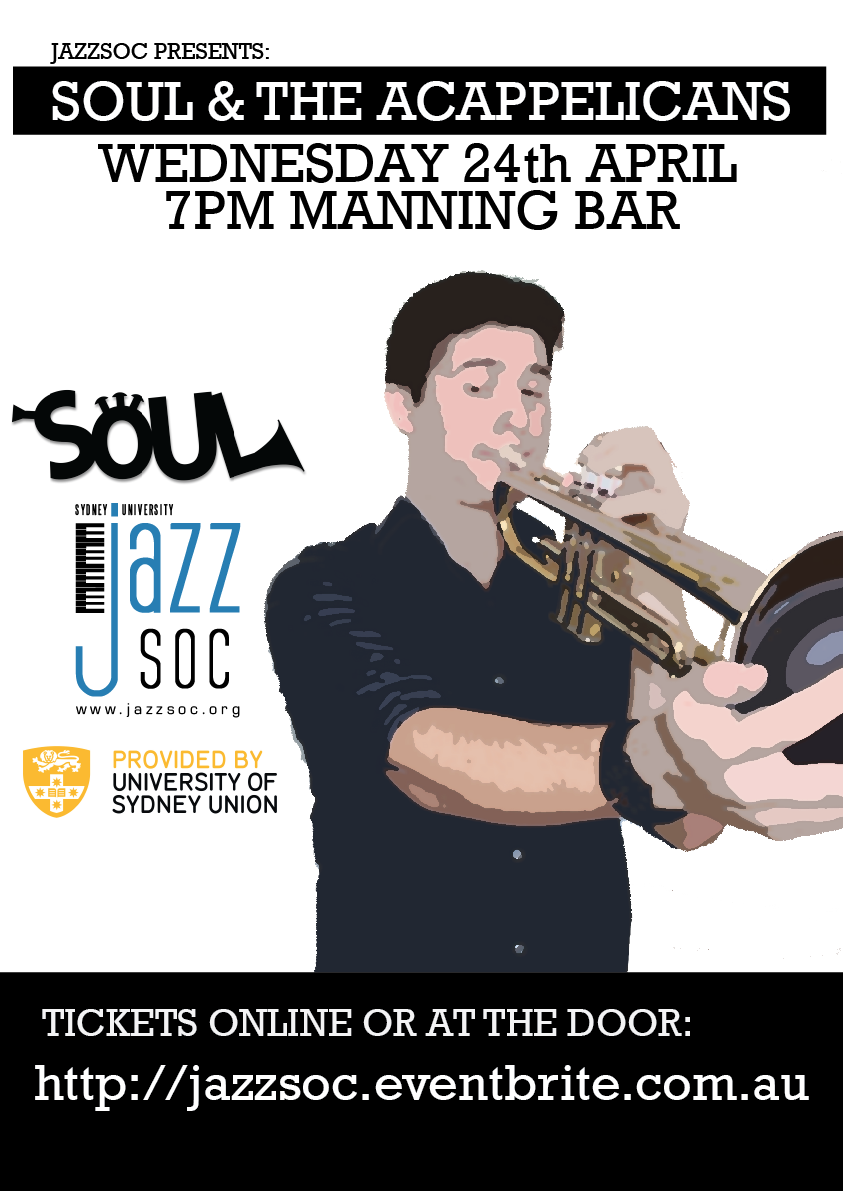 JAZZSOC PRESENTS:
SOUL & THE ACAPPELICANS
WEDNESDAY 24th APRIL
7PM MANNING BAR
SOUL
SYDNEY UNIVERSITY
jazz
SOC
www.jazzsoc.org
PROVIDED BY
UNIVERSITY OF
SYDNEY UNION
TICKETS ONLINE OR AT THE DOOR:
http://jazzsoc.eventbrite.com.au